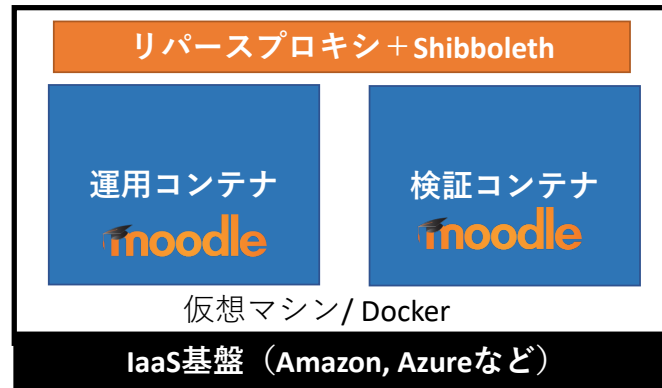 リパースプロキシ＋Shibboleth
運用コンテナ
検証コンテナ
moodle
moodle
仮想マシン/ Docker
IaaS基盤（Amazon, Azureなど）